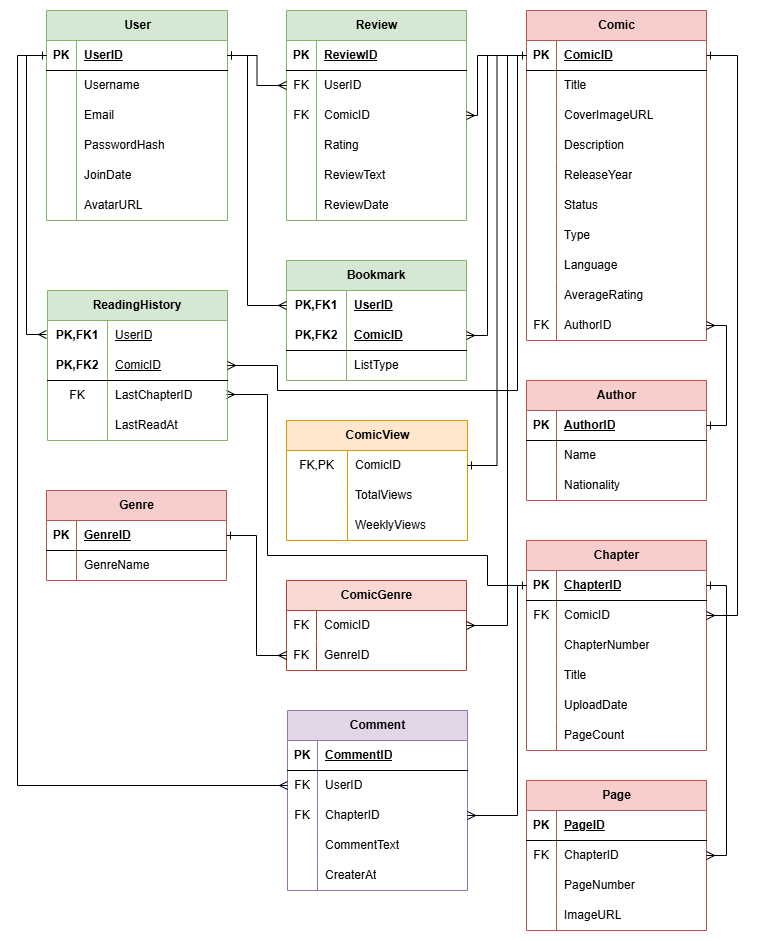 User
PK UserID
Username
Email
PasswordHash
JoinDate
AvatarURL
Review
PK ReviewID
FK UserID
FK ComicID
Rating
ReviewText
ReviewDate
Comic
PK ComicID
Title
CoverImageURL
Description
ReleaseYear
Status
Type
Language
AverageRating
FK AuthorID
ReadingHistory
PK,FK1 UserID
PK,FK2 ComicID
FK LastChapterID
LastReadAt
Bookmark
PK,FK1 UserID
PK,FK2 ComicID
ListType
Author
PK AuthorID
Name
Nationality
ComicView
FK,PK ComicID
TotalViews
WeeklyViews
Genre
PK GenreID
GenreName
ComicGenre
FK ComicID
FK GenreID
Chapter
PK ChapterID
FK ComicID
ChapterNumber
Title
UploadDate
PageCount
Comment
PK CommentID
FK UserID
FK ChapterID
CommentText
CreaterAt
Page
PK PageID
FK ChapterID
PageNumber
ImageURL